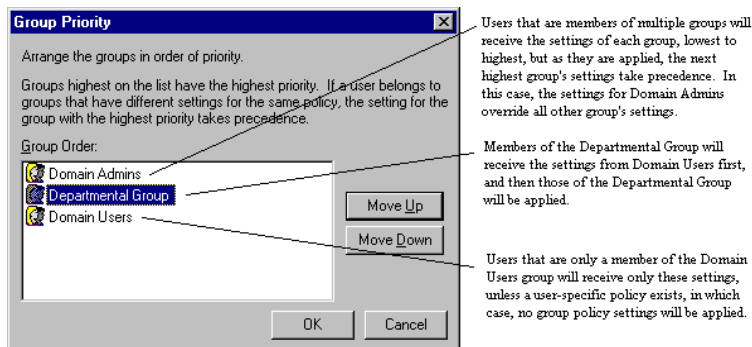 Group Priority
Arrange the groups in order of priority.
Groups highest on the list have the highest priority. If a user belongs to
groups that have different settings for the same policy, the setting for the
group with the highest priority takes precedence.
Group Order:
Domain Admins
Departmental Group
Domain Users
Move Up
Move Down
OK
Cancel
Users that are members of multiple groups will
receive the settings of each group, lowest to
highest, but as they are applied, the next
highest group's settings take precedence. In
this case, the settings for Domain Admins
override all other group's settings.
Members of the Departmental Group will
receive the settings from Domain Users first,
and then those of the Departmental Group
will be applied.
Users that are only a member of the Domain
Users group will receive only these settings,
unless a user-specific policy exists, in which
case, no group policy settings will be applied.